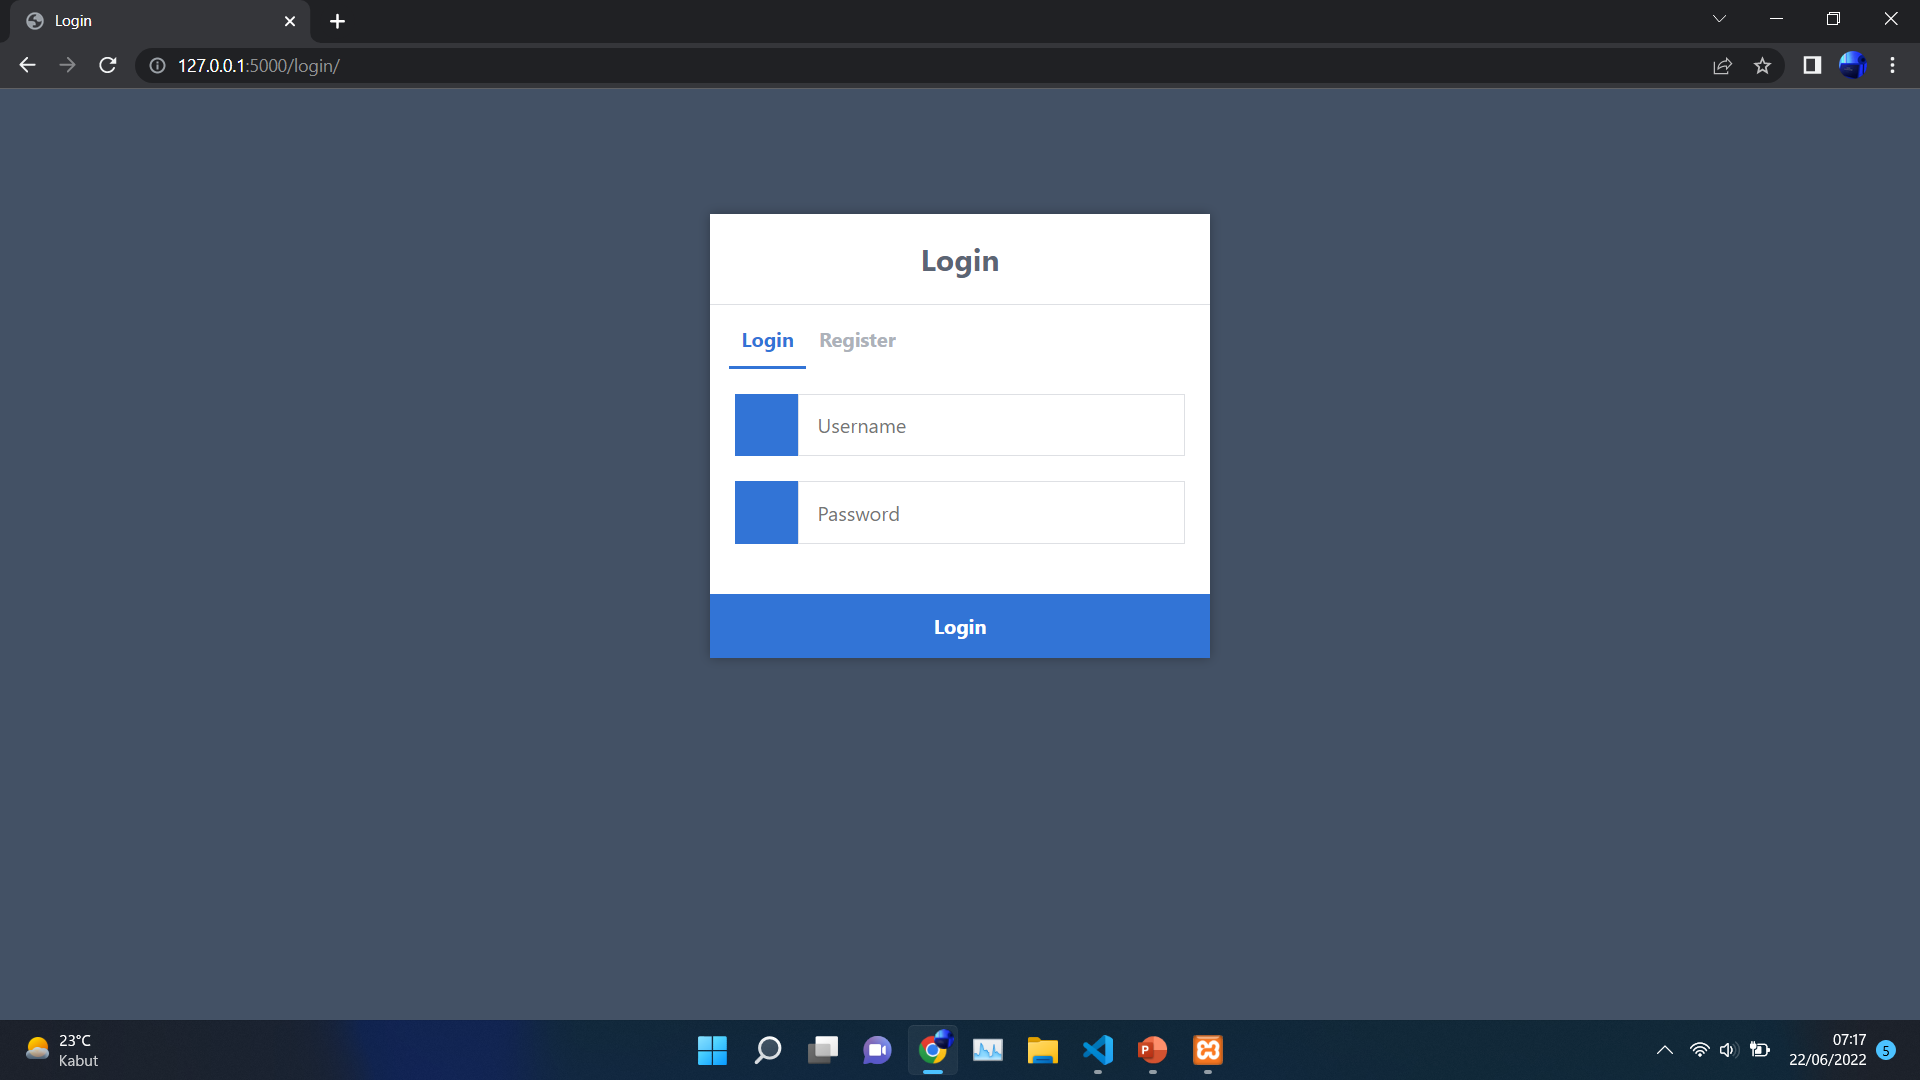 Login
127.0.0.1:5000/login/
Login
Login Register
Username
Password
Login
23°C
Kabut
P
07:17
22/06/2022
5